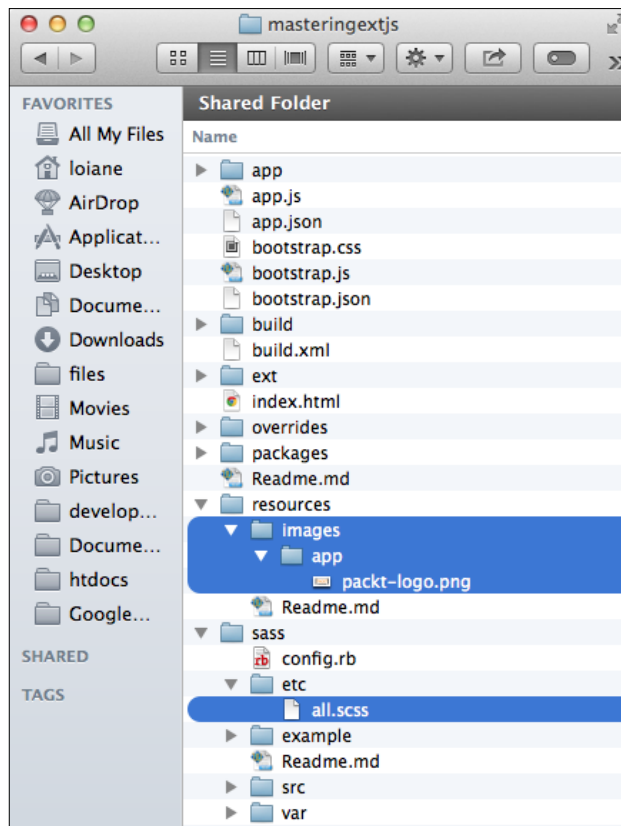 masteringextjs
FAVORITES
All My Files
loiane
AirDrop
Applicat...
Desktop
Docume...
Downloads
files
Movies
Music
Pictures
develop...
Docume...
htdocs
Google...
SHARED
TAGS
Shared Folder
Name
app
app.js
app.json
bootstrap.css
bootstrap.js
bootstrap.json
build
build.xml
ext
index.html
overrides
packages
Readme.md
resources
images
app
packt-logo.png
Readme.md
sass
config.rb
etc
all.scss
example
Readme.md
src
var